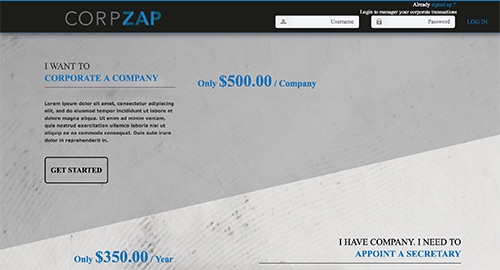 CORPZAP
Already signed up ?
Login to manager your corporate transactions
Username
Password
LOG IN
I WANT TO
CORPORATE A COMPANY
Only $500.00 / Company
Lorem ipsum dolor sit amet, consectetur adipiscing
elit, sed do eiusmod tempor incididunt ut labore et
dolore magna aliqua. Ut enim ad minim veniam,
quis nostrud exercitation ullamco laboris nisi ut
aliquip ex ea commodo consequat. Duis aute irure
dolor in reprehenderit in.
GET STARTED
I HAVE COMPANY. I NEED TO
APPOINT A SECRETARY
Only $350.00 / Year